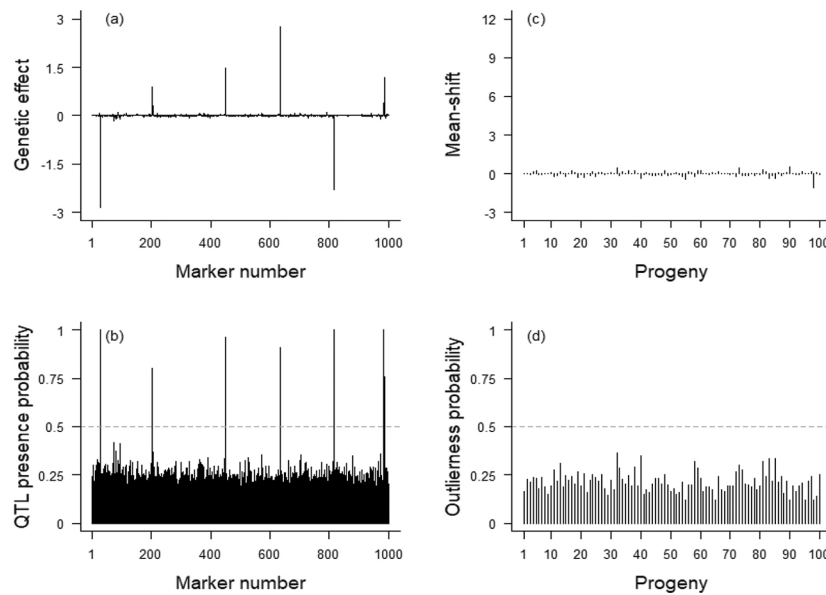 (a)
Genetic effect
3
1.5
0
-1.5
-3
1 200 400 600 800 1000
Marker number
(c)
Mean-shift
12
9
6
3
0
-3
1 10 20 30 40 50 60 70 80 90 100
Progeny
(b)
QTL presence probability
1
0.75
0.5
0.25
0
1 200 400 600 800 1000
Marker number
(d)
Outlierness probability
1
0.75
0.5
0.25
0
1 10 20 30 40 50 60 70 80 90 100
Progeny